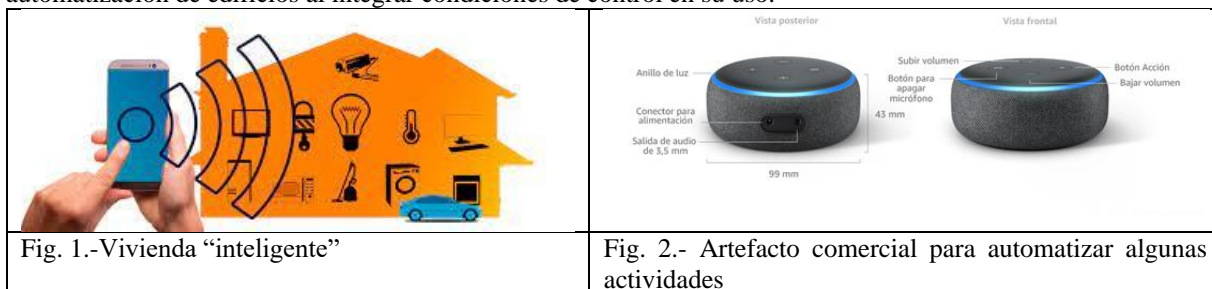 automatización de edificios al integrar condiciones de control en su uso.
Vista posterior
Vista frontal
Anillo de luz
Conector para
alimentación
Salida de audio
de 3,5 mm
43 mm
99 mm
Subir volumen
Botón para
apagar
micrófono
Botón Acción
Bajar volumen
Fig. 1.-Vivienda “inteligente”
Fig. 2.- Artefacto comercial para automatizar algunas
actividades